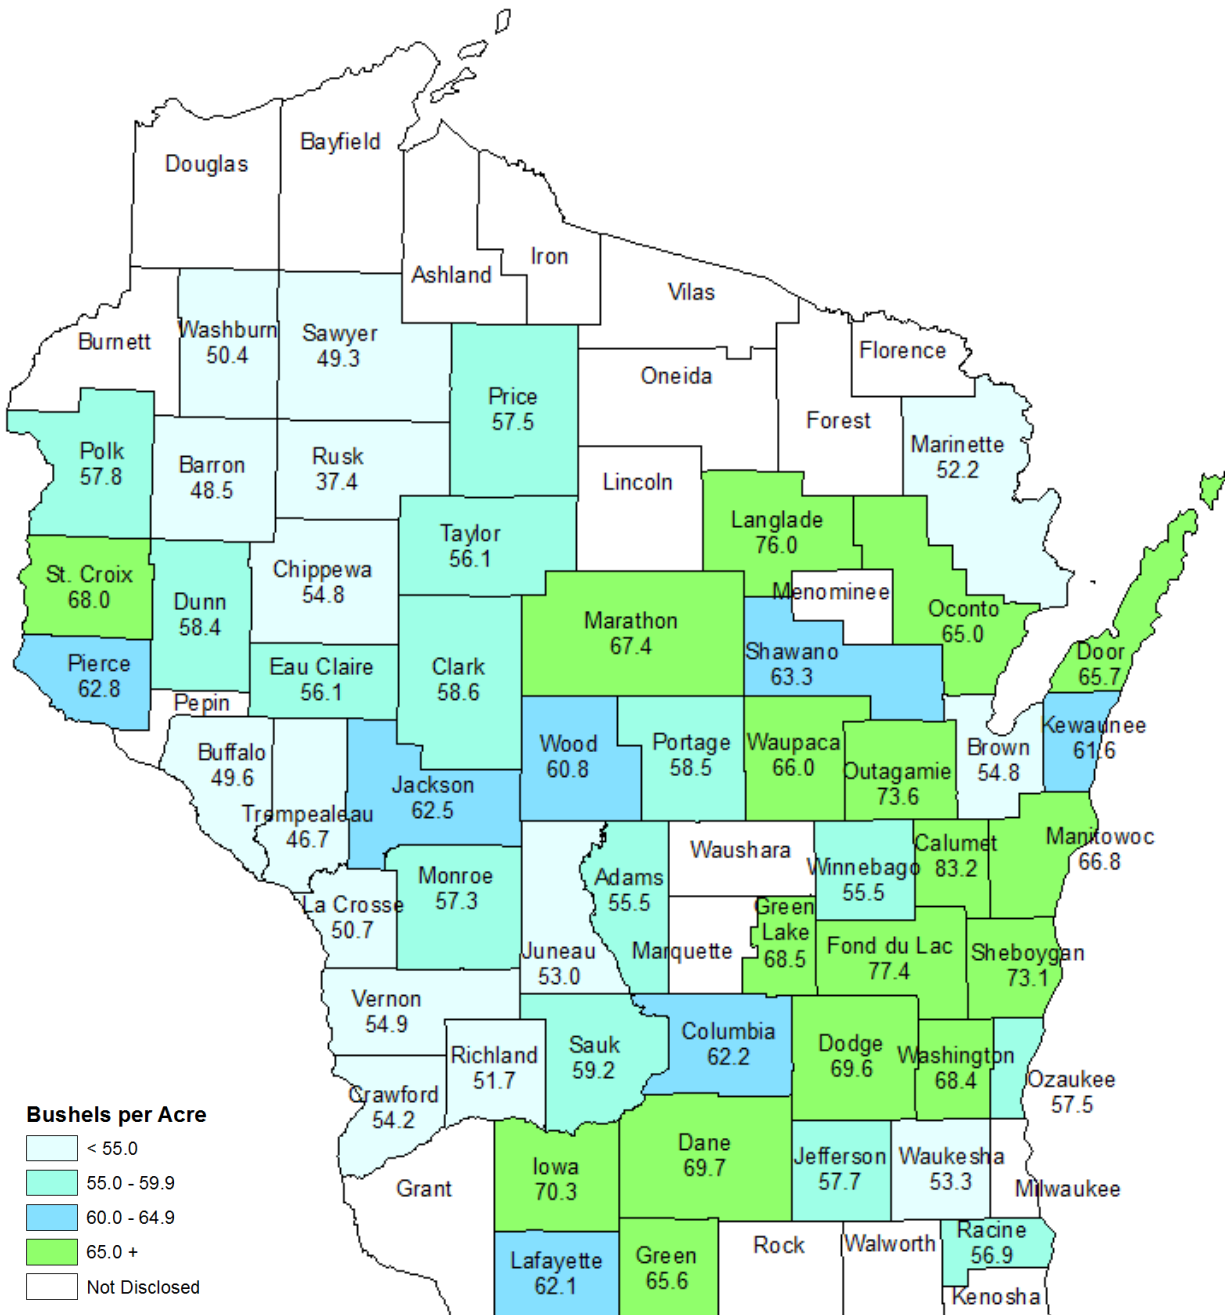 Bayfield
Douglas
Iron
Ashland
Vilas
Burnett
Washburn
50.4
Sawyer
49.3
Florence
Oneida
Price
57.5
Forest
Marinette
52.2
Polk
57.8
Barron
48.5
Rusk
37.4
Lincoln
Langlade
76.0
Taylor
56.1
St. Croix
68.0
Chippewa
54.8
Menominee
Dunn
58.4
Oconto
65.0
Marathon
67.4
Pierce
62.8
Eau Claire
56.1
Clark
58.6
Shawano
63.3
Door
65.7
Pepin
Kewaunee
61.6
Buffalo
49.6
Wood
60.8
Portage
58.5
Waupaca
66.0
Brown
54.8
Outagamie
73.6
Jackson
62.5
Trempealeau
46.7
Manitowoc
66.8
Calumet
83.2
Waushara
Winnebago
55.5
Monroe
57.3
Adams
55.5
La Crosse
50.7
Green
Lake
68.5
Juneau
53.0
Marquette
Fond du Lac
77.4
Sheboygan
73.1
Vernon
54.9
Columbia
62.2
Sauk
59.2
Dodge
69.6
Richland
51.7
Washington
68.4
Ozaukee
57.5
Crawford
54.2
Bushels per Acre
< 55.0
55.0 - 59.9
60.0 - 64.9
65.0 +
Not Disclosed
Dane
69.7
Iowa
70.3
Jefferson
57.7
Waukesha
53.3
Grant
Milwaukee
Racine
56.9
Rock
Walworth
Lafayette
62.1
Green
65.6
Kenosha